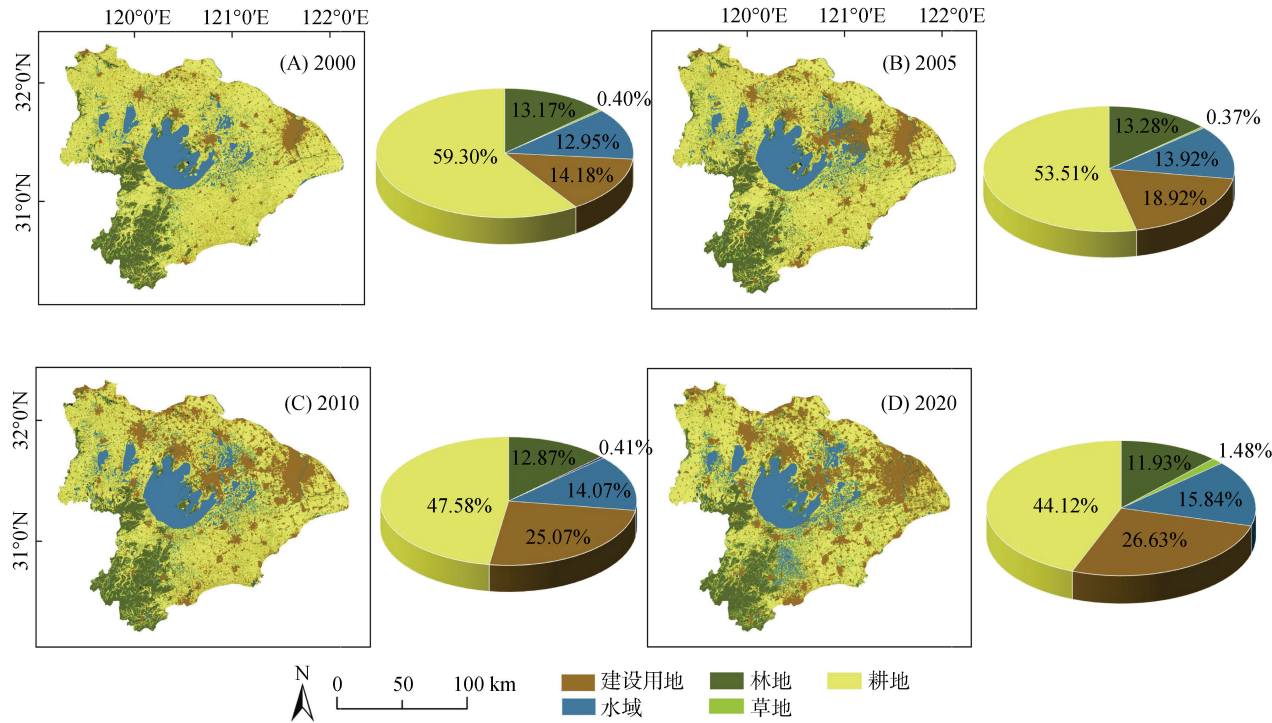 120°0′E 121°0′E 122°0′E
120°0′E 121°0′E 122°0′E
32°0′N
31°0′N
(A) 2000
13.17%
0.40%
12.95%
14.18%
59.30%
(B) 2005
13.28%
0.37%
13.92%
18.92%
53.51%
32°0′N
31°0′N
(C) 2010
12.87%
0.41%
14.07%
25.07%
47.58%
(D) 2020
11.93%
1.48%
15.84%
26.63%
44.12%
N
0 50 100 km
建设用地 林地 耕地
水域 草地